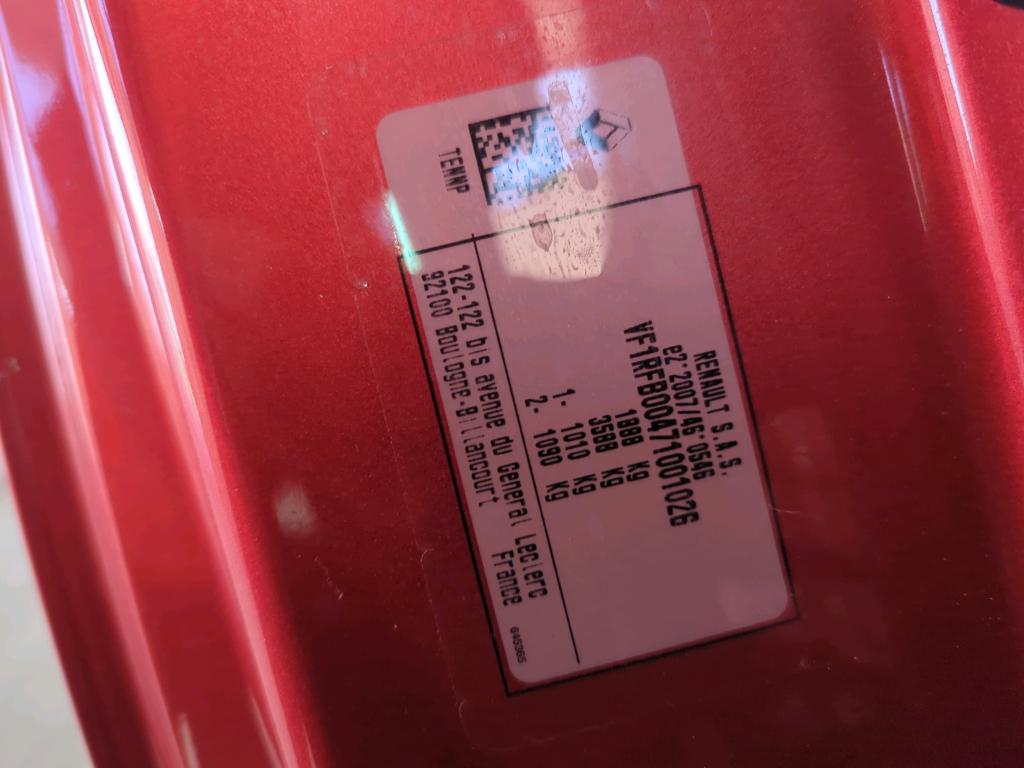 RENAULT S.A.S.
e2*2007/46*0546
VF1RFB00471001026
1888 Kg
3588 Kg
1- 1010 Kg
2- 1090 Kg
122-122 bis avenue du General Leclerc
92100 Boulogne-Billancourt France
645365
TENNP